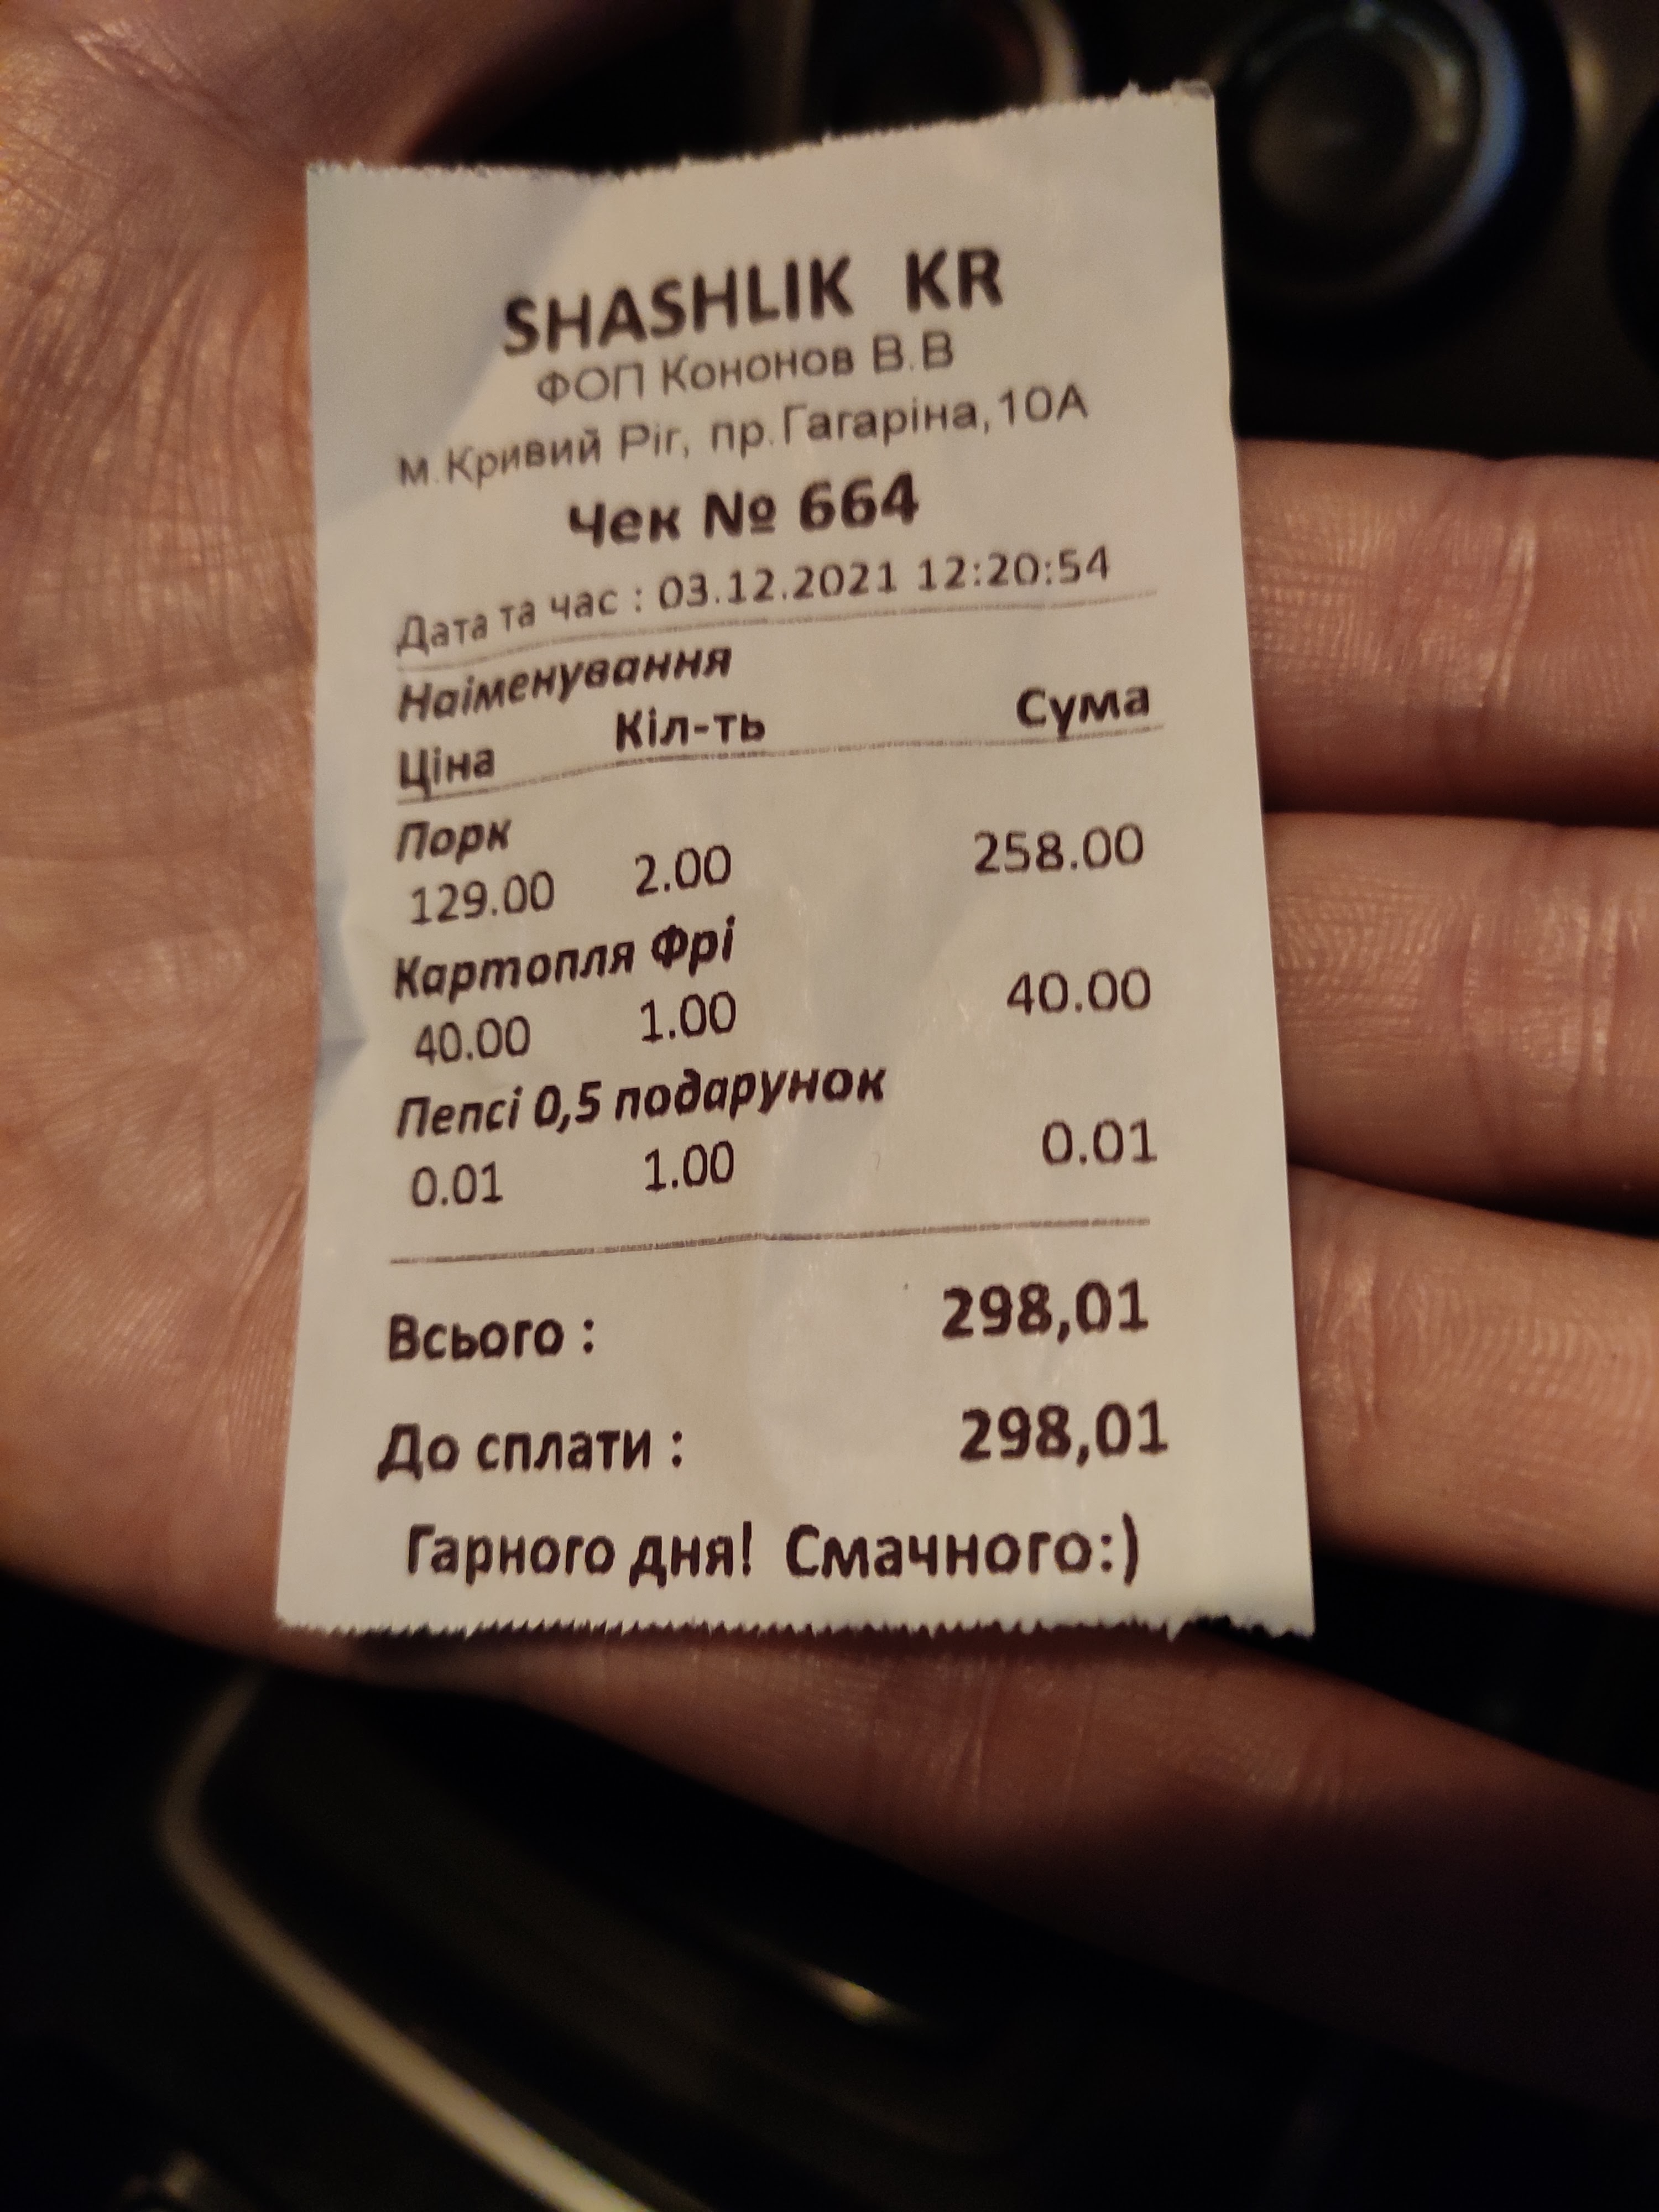 SHASHLIK KR
ФОП Кононов В.В
м.Кривий Ріг, пр.Гагаріна,10А
Чек № 664
Дата та час : 03.12.2021 12:20:54
Наіменування
Ціна Кіл-ть Сума
Порк
129.00 2.00 258.00
Картопля Фрі
40.00 1.00 40.00
Пепсі 0,5 подарунок
0.01 1.00 0.01
Всього : 298,01
До сплати : 298,01
Гарного дня! Смачного:)